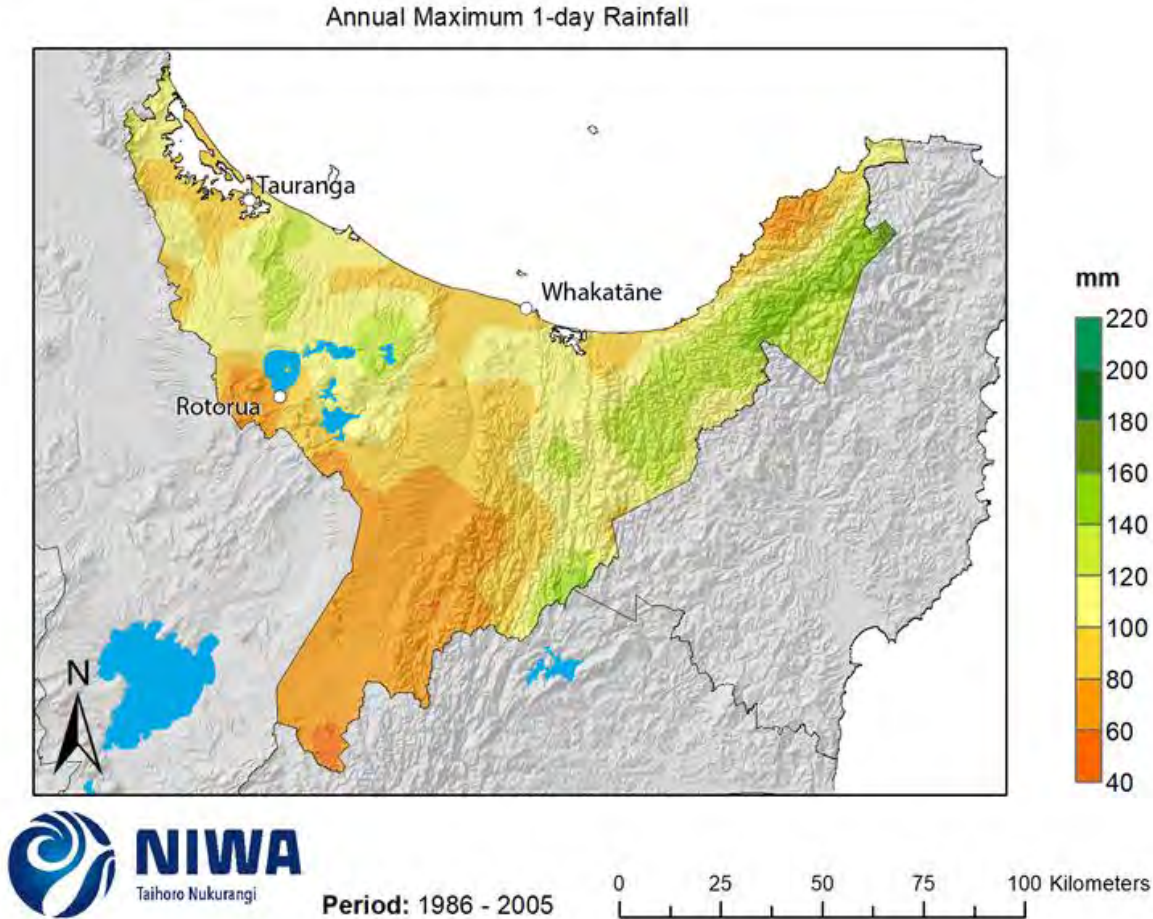 Annual Maximum 1-day Rainfall
Tauranga
Whakatāne
Rotorua
N
mm
220
200
180
160
140
120
100
80
60
40
NIWA
Taihoro Nukurangi
Period: 1986 - 2005
0 25 50 75 100 Kilometers